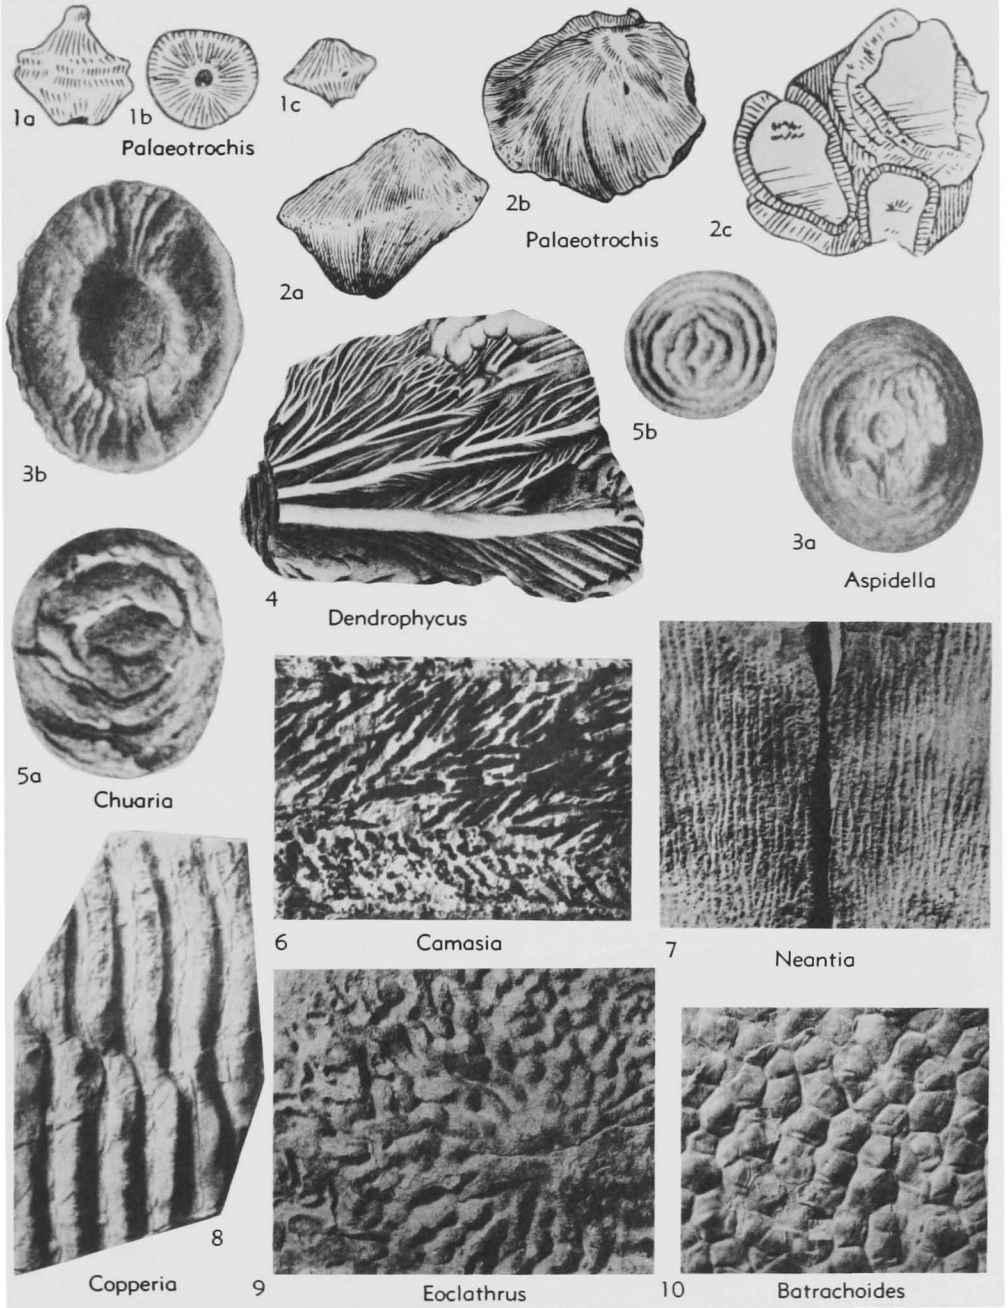 1a
1b
1c
Palaeotrochis
2a
2b
Palaeotrochis
2c
3b
4
Dendrophycus
5b
3a
Aspidella
5a
Chuaria
6
Camasia
7
Neantia
8
Copperia
9
Eoclathrus
10
Batrachoides